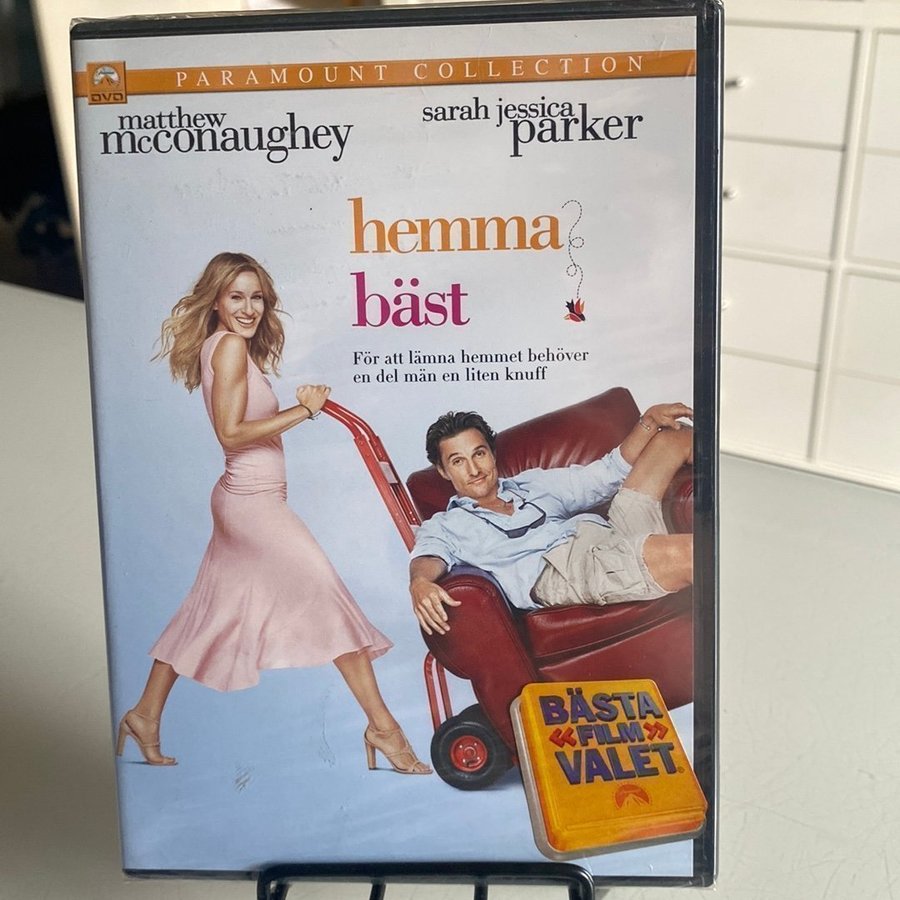 PARAMOUNT COLLECTION
DVD
matthew
mcconaughey
sarah jessica
parker
hemma
bäst
För att lämna hemmet behöver
en del män en liten knuff
BÄSTA
«FILM»
VALET®